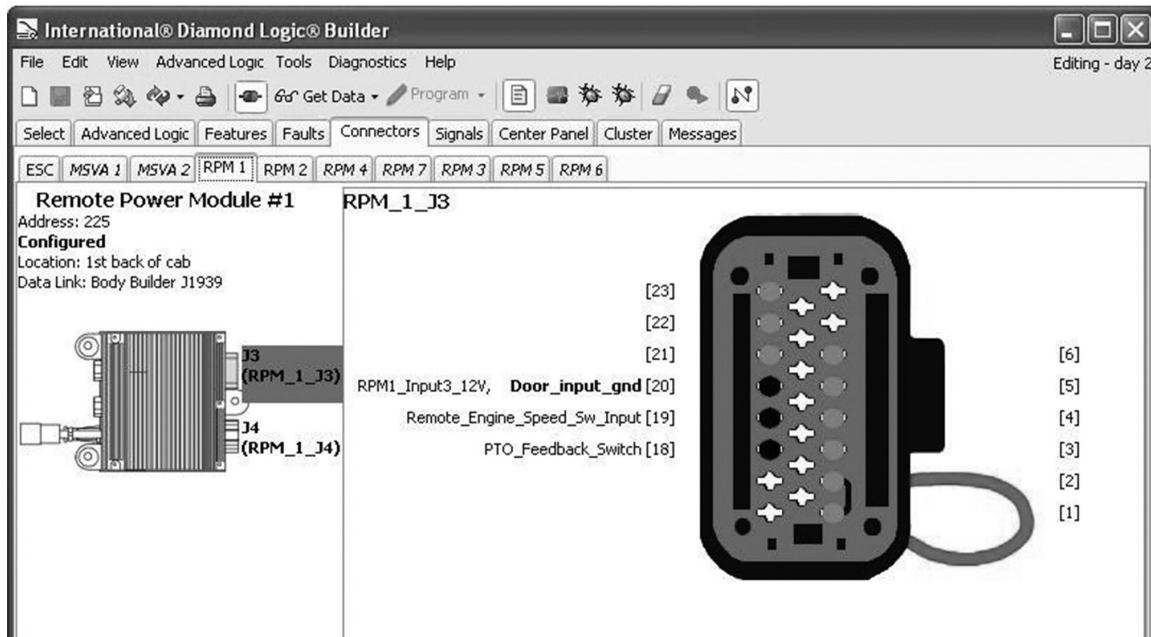 International® Diamond Logic® Builder
File Edit View Advanced Logic Tools Diagnostics Help Editing - day 2
Get Data Program
Select Advanced Logic Features Faults Connectors Signals Center Panel Cluster Messages
ESC MSVA 1 MSVA 2 RPM 1 RPM 2 RPM 4 RPM 7 RPM 3 RPM 5 RPM 6
Remote Power Module #1
Address: 225
Configured
Location: 1st back of cab
Data Link: Body Builder J1939
J3
(RPM_1_J3)
J4
(RPM_1_J4)
RPM_1_J3
[23]
[22]
[21] [6]
RPM1_Input3_12V, Door_input_gnd [20] [5]
Remote_Engine_Speed_Sw_Input [19] [4]
PTO_Feedback_Switch [18] [3]
[2]
[1]